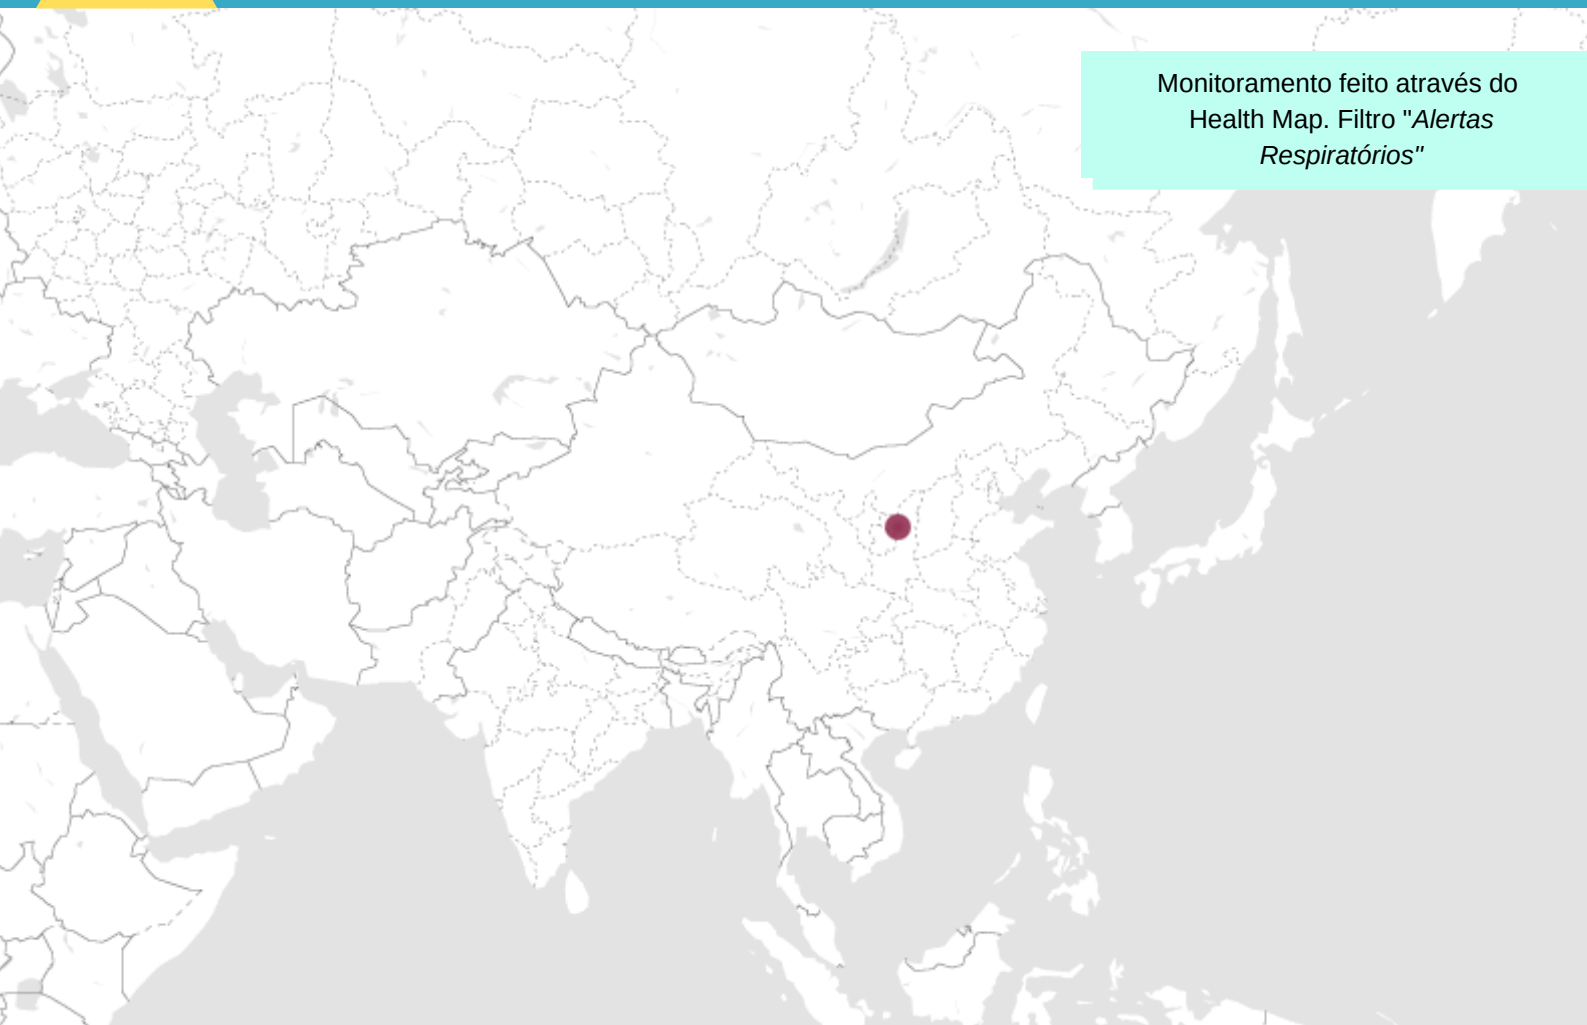 Monitoramento feito através do
Health Map. Filtro "Alertas
Respiratórios"